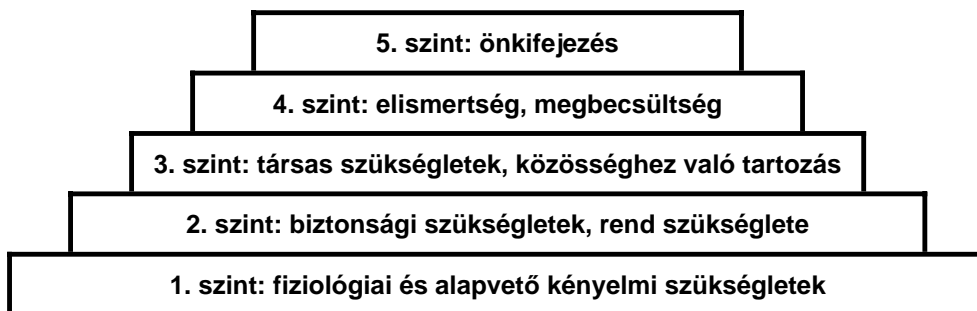 5. szint: önkifejezés
4. szint: elismertség, megbecsültség
3. szint: társas szükségletek, közösséghez való tartozás
2. szint: biztonsági szükségletek, rend szükséglete
1. szint: fiziológiai és alapvető kényelmi szükségletek